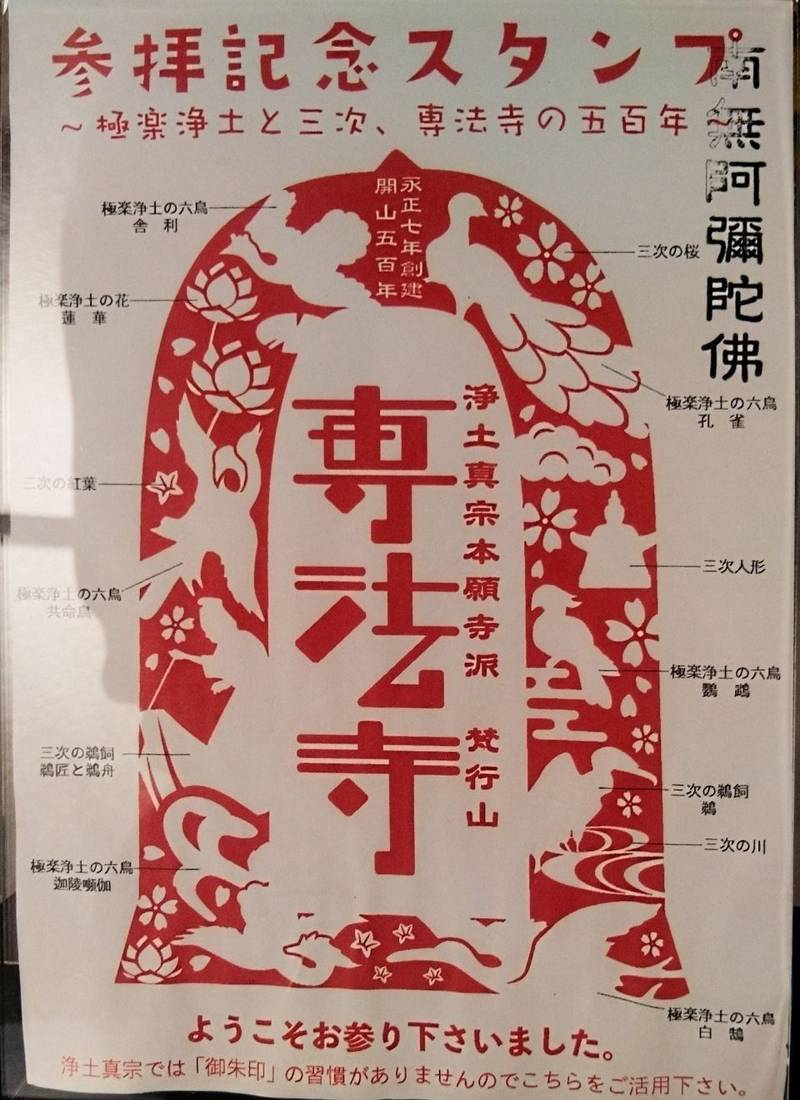 参拝記念スタンプ
～極楽浄土と三次、専法寺の五百年～
南無阿彌陀佛
永正七年創建
開山五百年
極楽浄土の六鳥
舎利
三次の桜
極楽浄土の花
蓮華
極楽浄土の六鳥
孔雀
専法寺
浄土真宗本願寺派 梵行山
三次の紅葉
三次人形
極楽浄土の六鳥
共命鳥
極楽浄土の六鳥
鸚鵡
三次の鵜飼
鵜匠と鵜舟
三次の鵜飼
鵜
三次の川
極楽浄土の六鳥
迦陵頻伽
極楽浄土の六鳥
白鵠
ようこそお参り下さいました。
浄土真宗では「御朱印」の習慣がありませんのでこちらをご活用下さい。